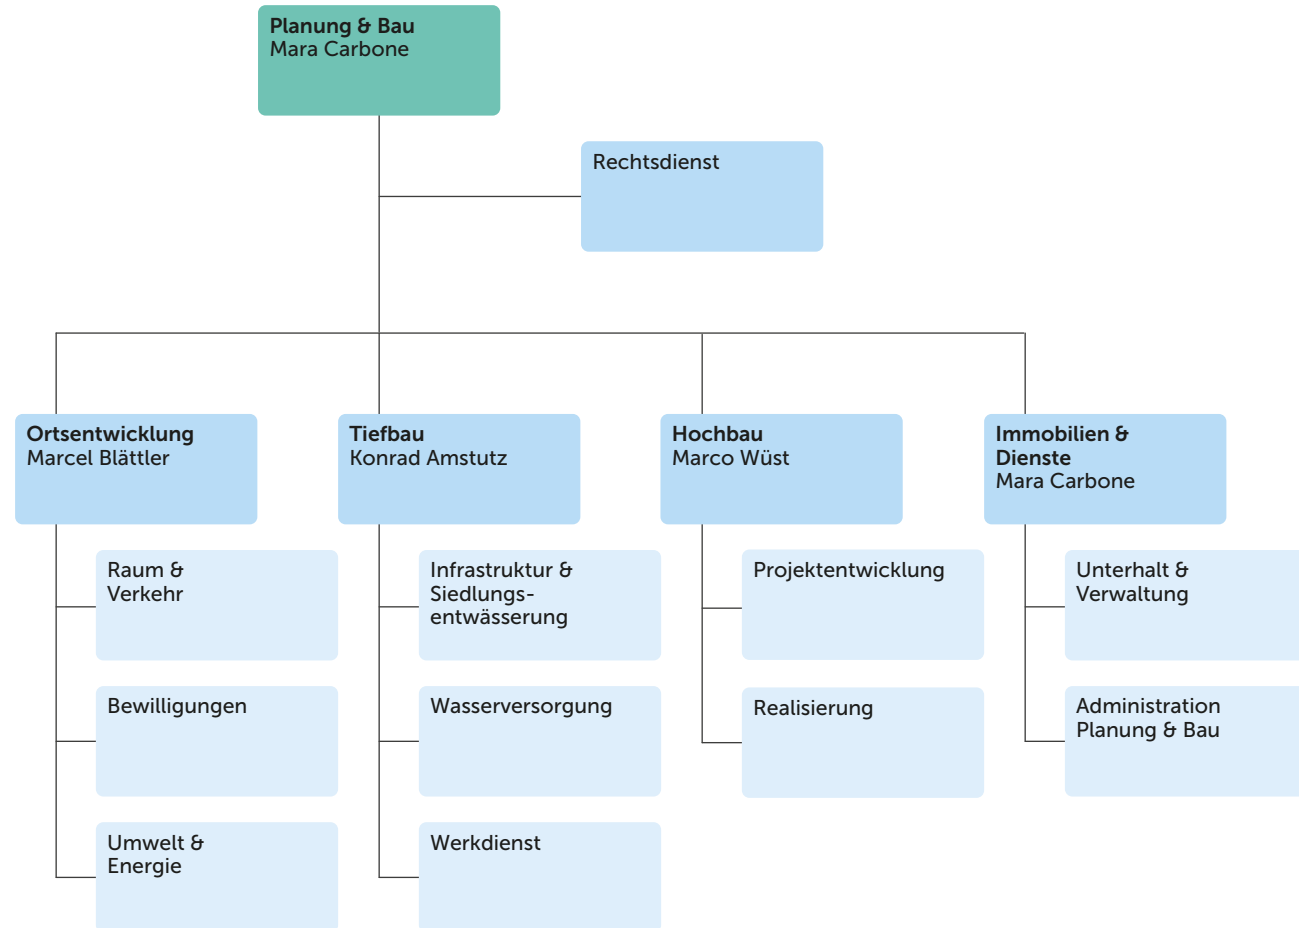 Planung & Bau
Mara Carbone
Rechtsdienst
Ortsentwicklung
Marcel Blättler
Tiefbau
Konrad Amstutz
Hochbau
Marco Wüst
Immobilien &
Dienste
Mara Carbone
Raum &
Verkehr
Infrastruktur &
Siedlungs-
entwässerung
Projektentwicklung
Unterhalt &
Verwaltung
Bewilligungen
Wasserversorgung
Realisierung
Administration
Planung & Bau
Umwelt &
Energie
Werkdienst